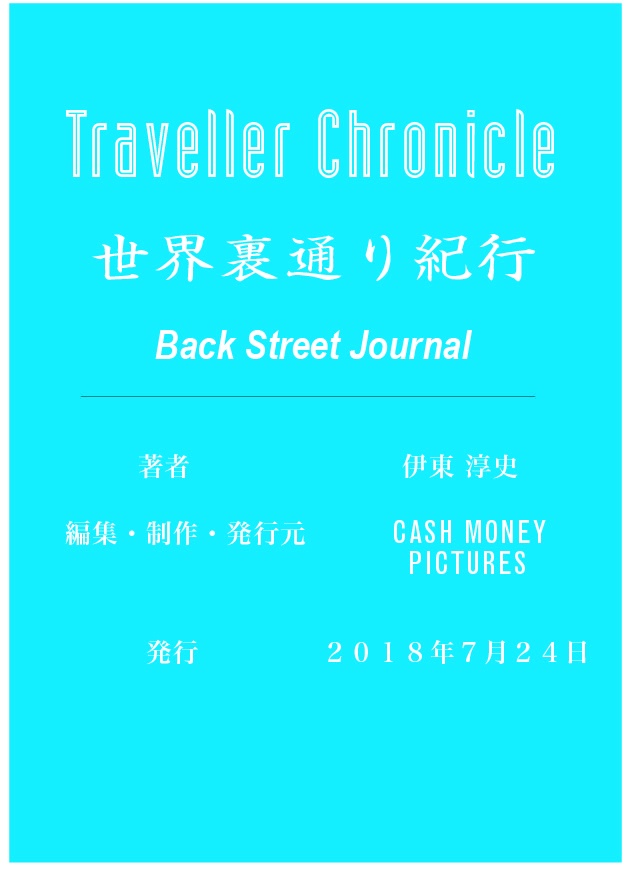 Traveller Chronicle
世界裏通り紀行
Back Street Journal
著者 伊東 淳史
編集・制作・発行元 CASH MONEY
PICTURES
発行 ２０１８年７月２４日